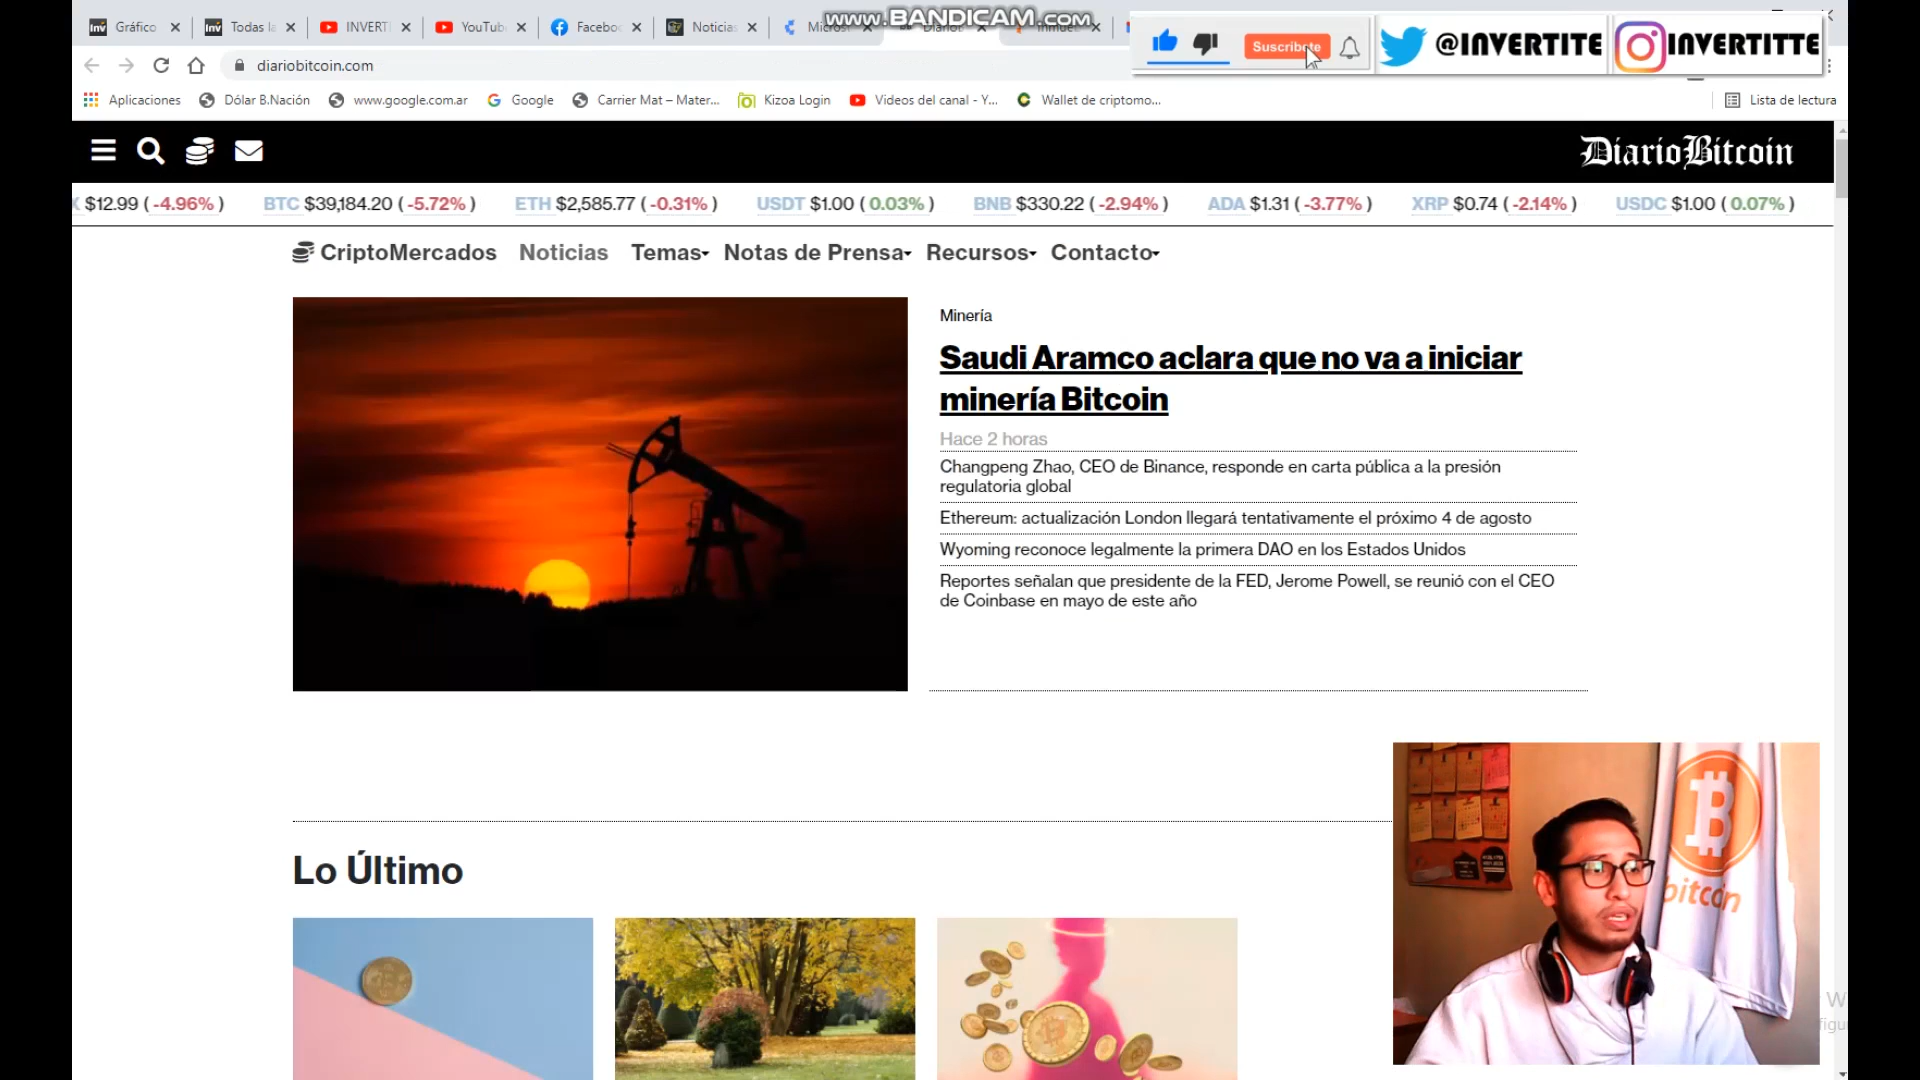 www.BANDICAM.com
Gráfico
Todas la
INVERTI
YouTub
Facebo
Noticias
Micros
Diariob
Inmue
Suscríbete
@INVERTITE
INVERTITTE
diariobitcoin.com
Aplicaciones
Dólar B.Nación
www.google.com.ar
Google
Carrier Mat – Mater...
Kizoa Login
Videos del canal - Y...
Wallet de criptomo...
Lista de lectura
DiarioBitcoin
X $12.99 ( -4.96% ) BTC $39,184.20 ( -5.72% ) ETH $2,585.77 ( -0.31% ) USDT $1.00 ( 0.03% ) BNB $330.22 ( -2.94% ) ADA $1.31 ( -3.77% ) XRP $0.74 ( -2.14% ) USDC $1.00 ( 0.07% )
CriptoMercados Noticias Temas Notas de Prensa Recursos Contacto
Minería
Saudi Aramco aclara que no va a iniciar
minería Bitcoin
Hace 2 horas
Changpeng Zhao, CEO de Binance, responde en carta pública a la presión
regulatoria global
Ethereum: actualización London llegará tentativamente el próximo 4 de agosto
Wyoming reconoce legalmente la primera DAO en los Estados Unidos
Reportes señalan que presidente de la FED, Jerome Powell, se reunió con el CEO
de Coinbase en mayo de este año
Lo Último
bitcoin